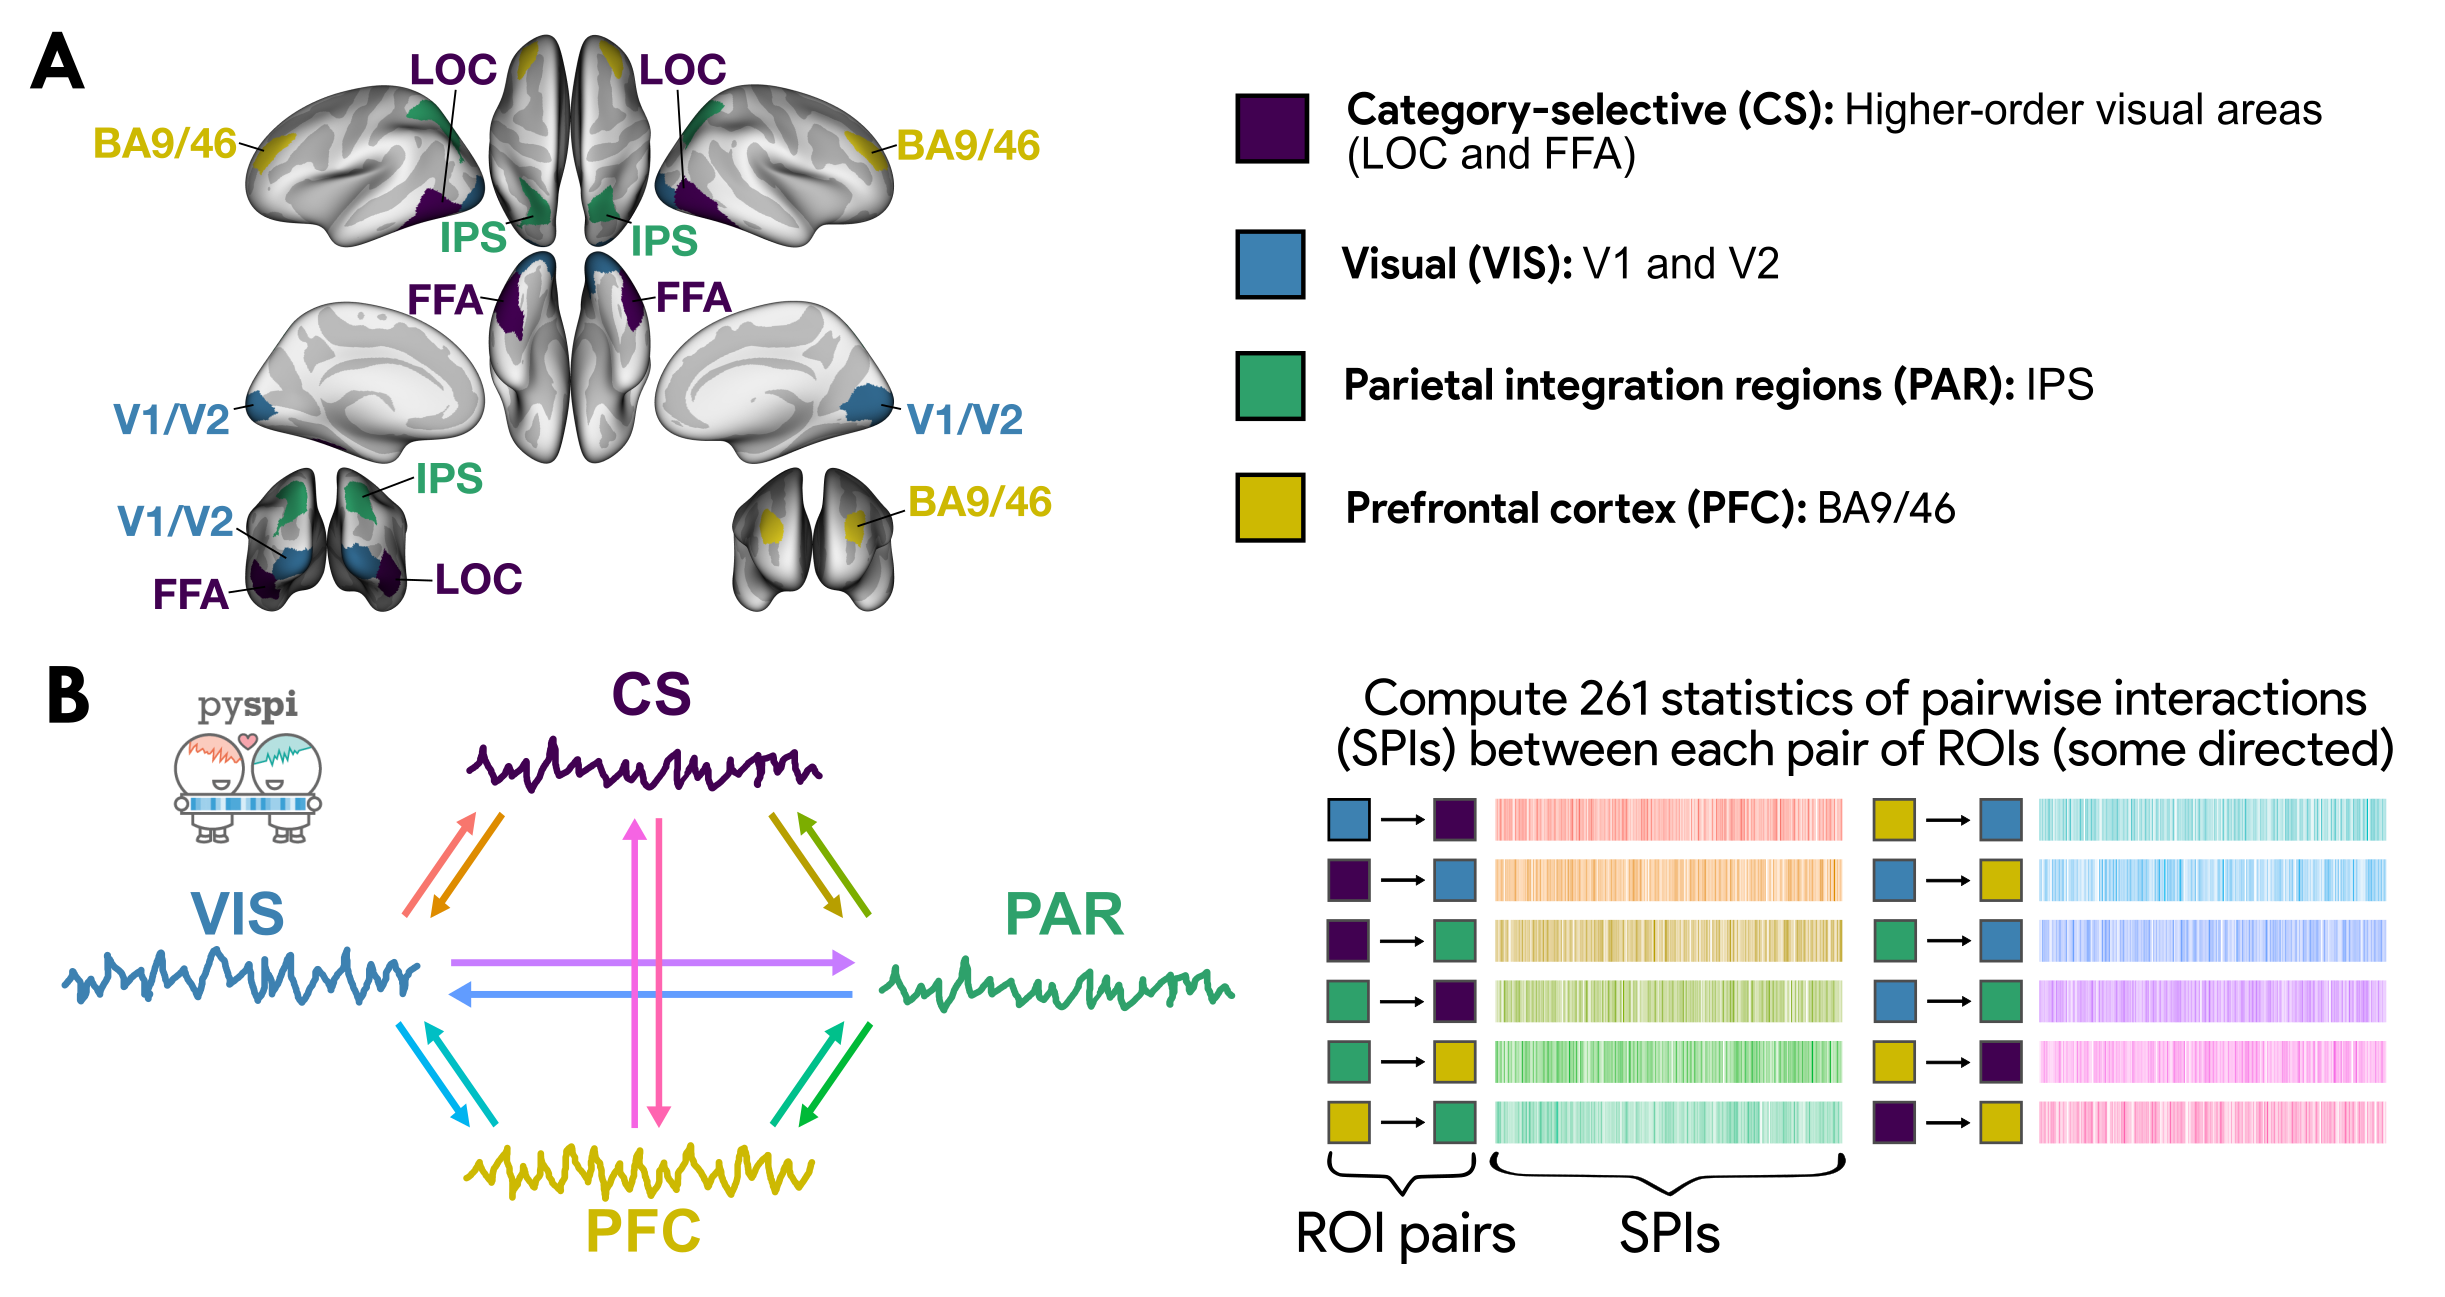 A
LOC
LOC
BA9/46
BA9/46
IPS
IPS
FFA
FFA
V1/V2
V1/V2
IPS
V1/V2
BA9/46
FFA
LOC
Category-selective (CS): Higher-order visual areas
(LOC and FFA)
Visual (VIS): V1 and V2
Parietal integration regions (PAR): IPS
Prefrontal cortex (PFC): BA9/46
B
pyspi
CS
VIS
PAR
PFC
Compute 261 statistics of pairwise interactions
(SPIs) between each pair of ROIs (some directed)
ROI pairs
SPIs